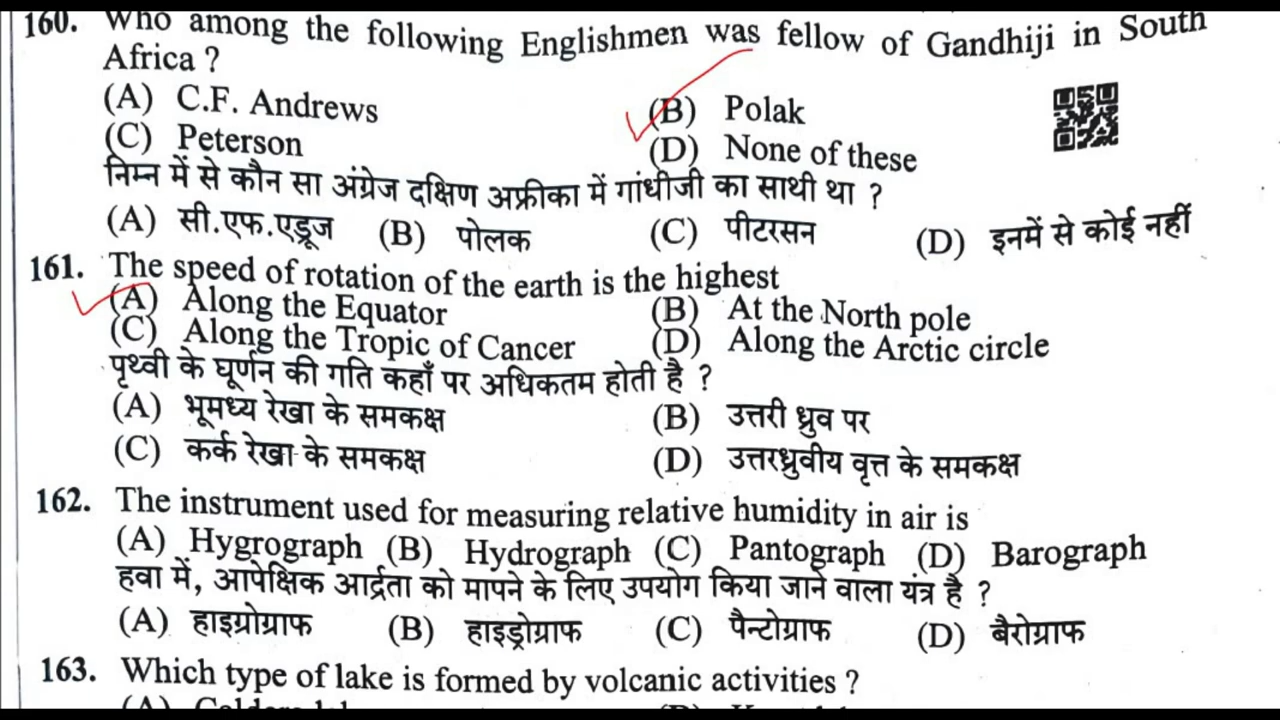 160. Who among the following Englishmen was fellow of Gandhiji in South
Africa ?
(A) C.F. Andrews (B) Polak
(C) Peterson (D) None of these
निम्न में से कौन सा अंग्रेज दक्षिण अफ्रीका में गांधीजी का साथी था ?
(A) सी.एफ.एड्रूज (B) पोलक (C) पीटरसन (D) इनमें से कोई नहीं
161. The speed of rotation of the earth is the highest
(A) Along the Equator (B) At the North pole
(C) Along the Tropic of Cancer (D) Along the Arctic circle
पृथ्वी के घूर्णन की गति कहाँ पर अधिकतम होती है ?
(A) भूमध्य रेखा के समकक्ष (B) उत्तरी ध्रुव पर
(C) कर्क रेखा के समकक्ष (D) उत्तरध्रुवीय वृत्त के समकक्ष
162. The instrument used for measuring relative humidity in air is
(A) Hygrograph (B) Hydrograph (C) Pantograph (D) Barograph
हवा में, आपेक्षिक आर्द्रता को मापने के लिए उपयोग किया जाने वाला यंत्र है ?
(A) हाइग्रोग्राफ (B) हाइड्रोग्राफ (C) पैन्टोग्राफ (D) बैरोग्राफ
163. Which type of lake is formed by volcanic activities ?